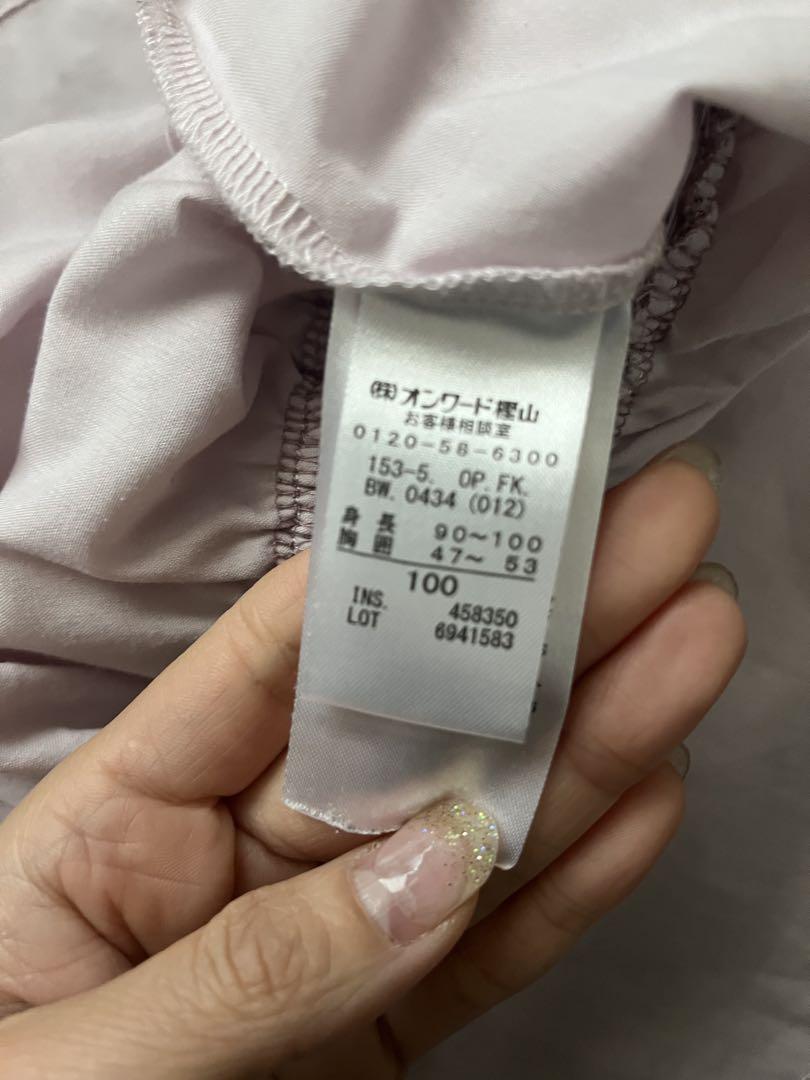 (株)オンワード樫山
お客様相談室
0120-58-6300
153-5. OP.FK.
BW. 0434 (012)
身長 90～100
胸囲 47～ 53
100
INS. 458350
LOT 6941583